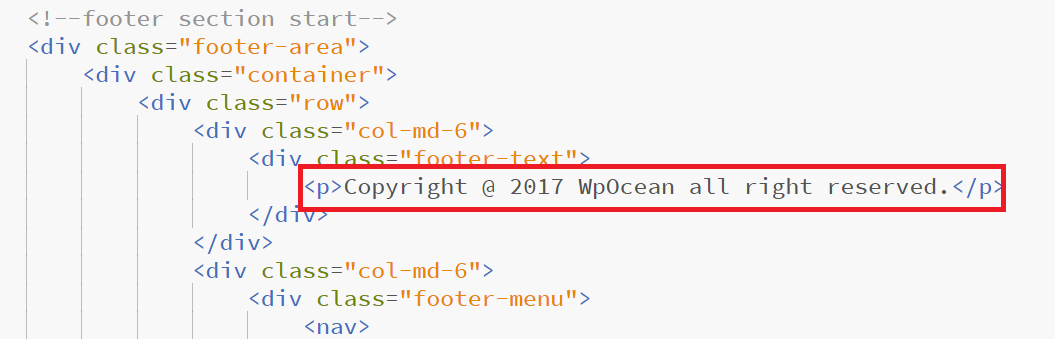 <!--footer section start-->
<div class="footer-area">
<div class="container">
<div class="row">
<div class="col-md-6">
<div class="footer-text">
<p>Copyright @ 2017 WpOcean all right reserved.</p>
</div>
</div>
<div class="col-md-6">
<div class="footer-menu">
<nav>